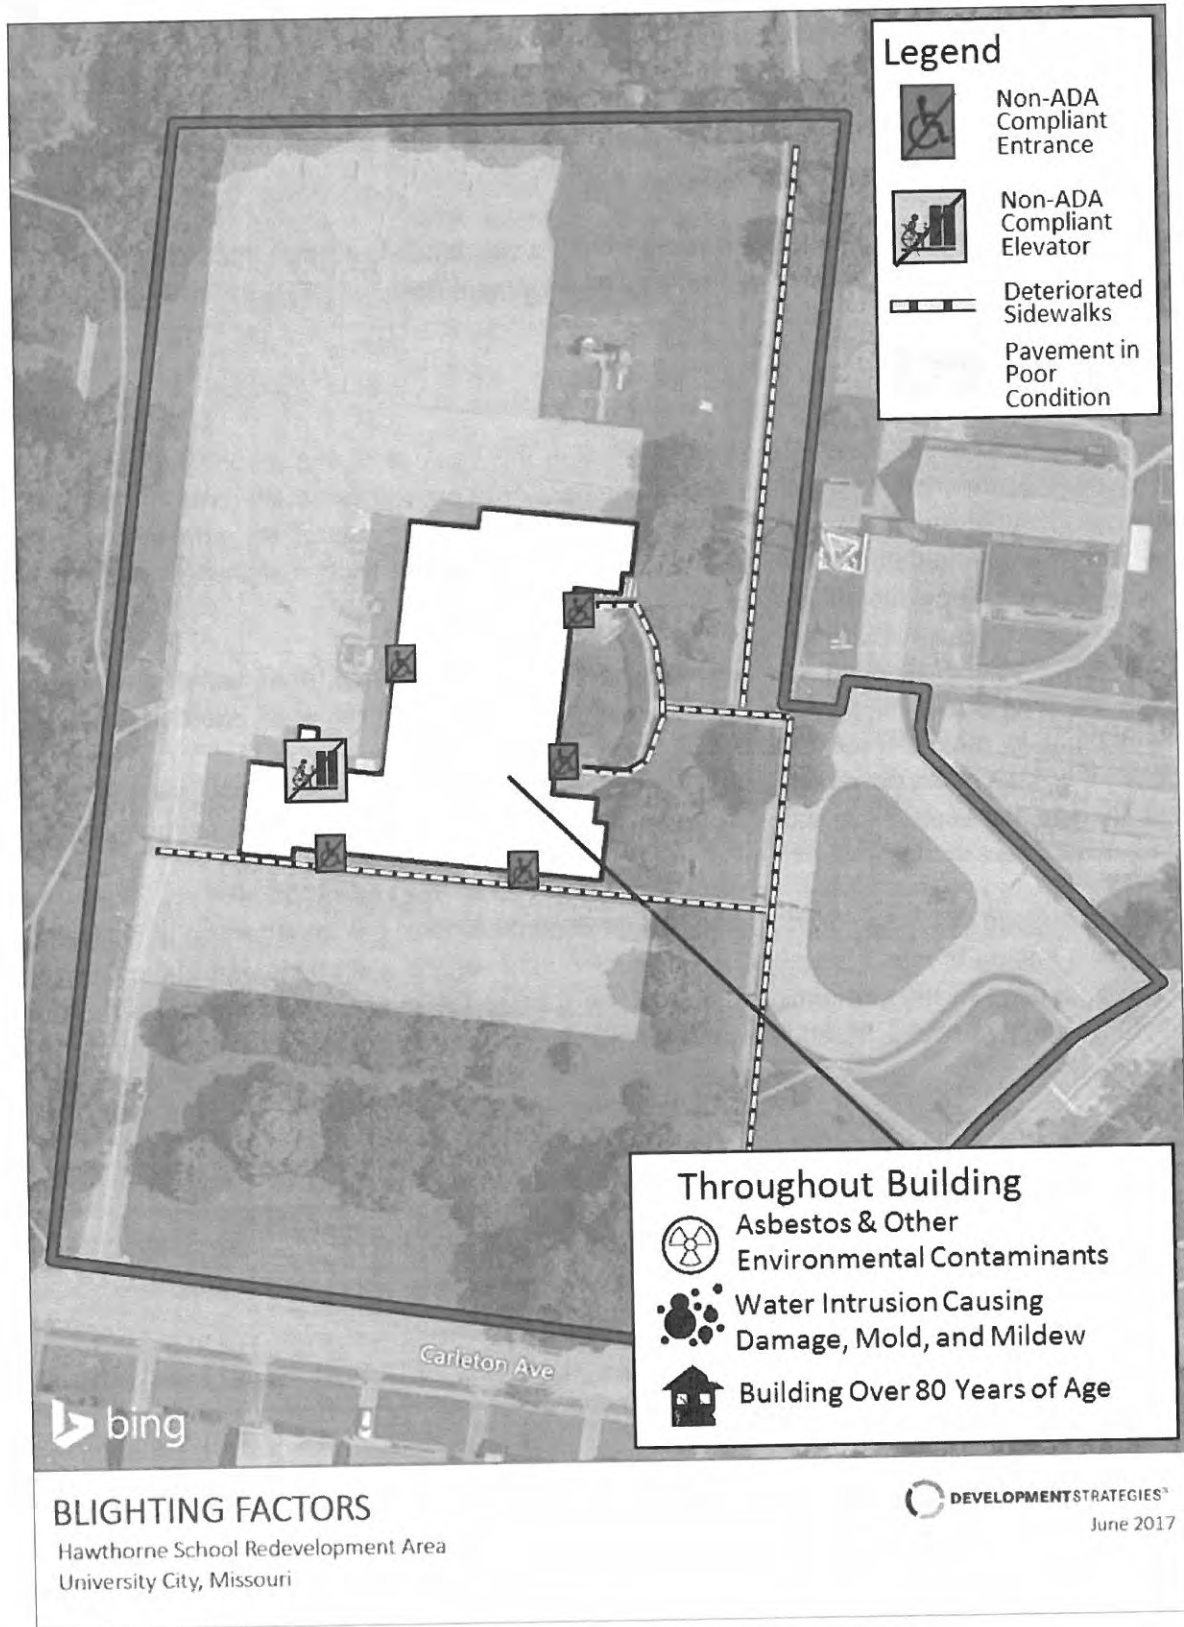 Legend
Non-ADA
Compliant
Entrance
Non-ADA
Compliant
Elevator
Deteriorated
Sidewalks
Pavement in
Poor
Condition
Carleton Ave
bing
Throughout Building
Asbestos & Other
Environmental Contaminants
Water Intrusion Causing
Damage, Mold, and Mildew
Building Over 80 Years of Age
BLIGHTING FACTORS
Hawthorne School Redevelopment Area
University City, Missouri
DEVELOPMENTSTRATEGIES
June 2017